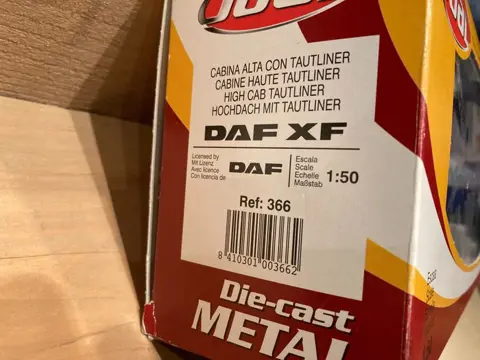 Joal
CABINA ALTA CON TAUTLINER
CABINE HAUTE TAUTLINER
HIGH CAB TAUTLINER
HOCHDACH MIT TAUTLINER
DAF XF
Licensed by
Mit Lizenz
Avec licence
Con licencia de
DAF
Escala
Scale
Echelle
Maßstab
1:50
Ref: 366
8 410301 003662
Die-cast
METAL
Escala